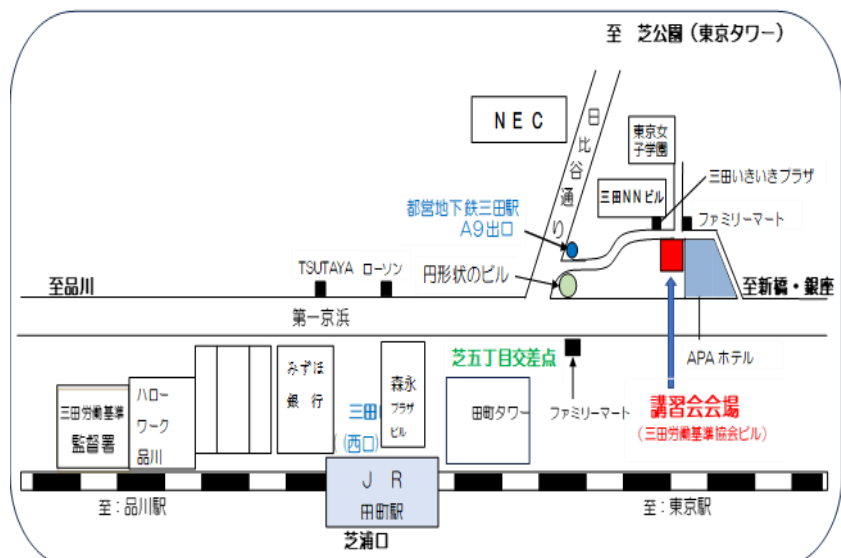 至 芝公園(東京タワー)
NEC
日比谷通り
東京女
子学園
三田いきいきプラザ
三田NNビル
都営地下鉄三田駅
A9出口
ファミリーマート
TSUTAYA ローソン
円形状のビル
至品川
至新橋・銀座
第一京浜
芝五丁目交差点
APAホテル
みずほ
銀行
森永
プラザ
ビル
三田労働基準
監督署
ハロー
ワーク
品川
三田
(西口)
田町タワー
ファミリーマート
講習会会場
(三田労働基準協会ビル)
JR
田町駅
至:品川駅
至:東京駅
芝浦口